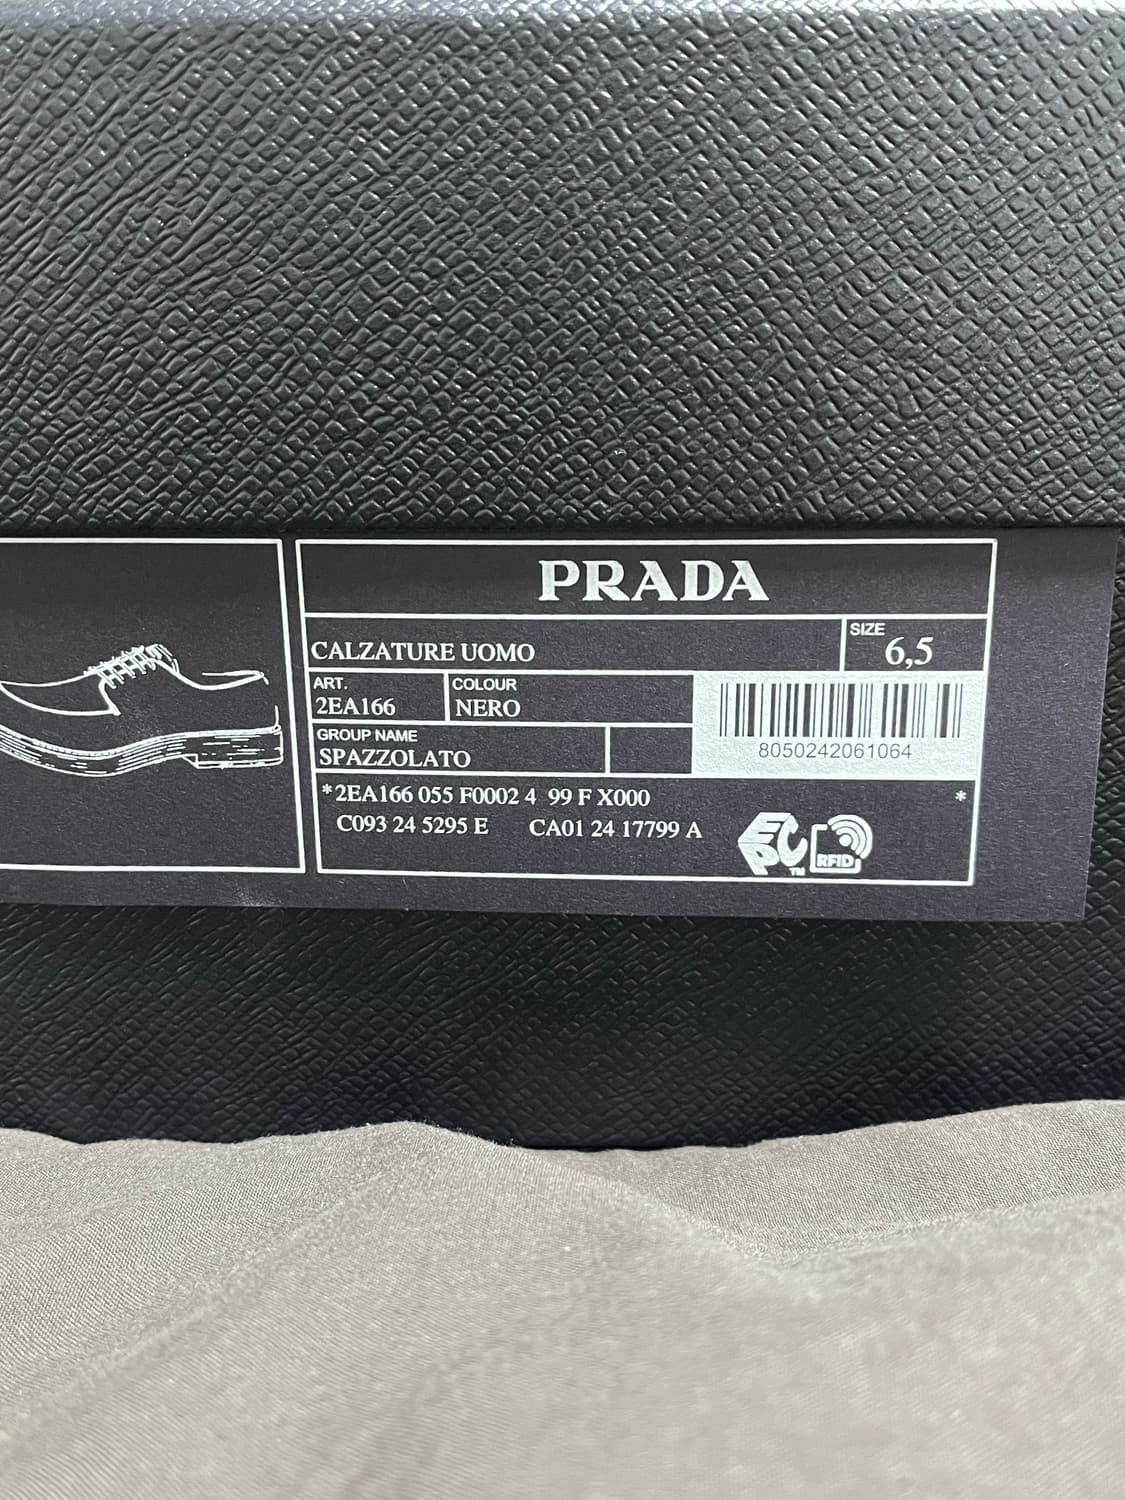 PRADA
CALZATURE UOMO
SIZE
6,5
ART.
2EA166
COLOUR
NERO
GROUP NAME
SPAZZOLATO
8050242061064
*2EA166 055 F0002 4 99 F X000 *
C093 24 5295 E CA01 24 17799 A
EPC™ RFID